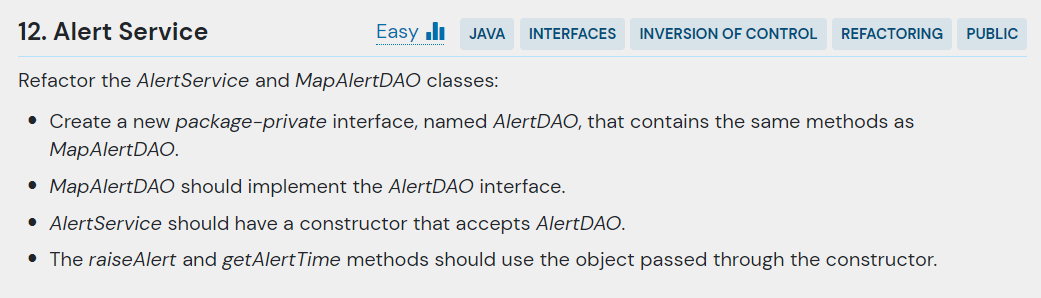 12. Alert Service Easy JAVA INTERFACES INVERSION OF CONTROL REFACTORING PUBLIC
Refactor the AlertService and MapAlertDAO classes:
• Create a new package-private interface, named AlertDAO, that contains the same methods as
MapAlertDAO.
• MapAlertDAO should implement the AlertDAO interface.
• AlertService should have a constructor that accepts AlertDAO.
• The raiseAlert and getAlertTime methods should use the object passed through the constructor.